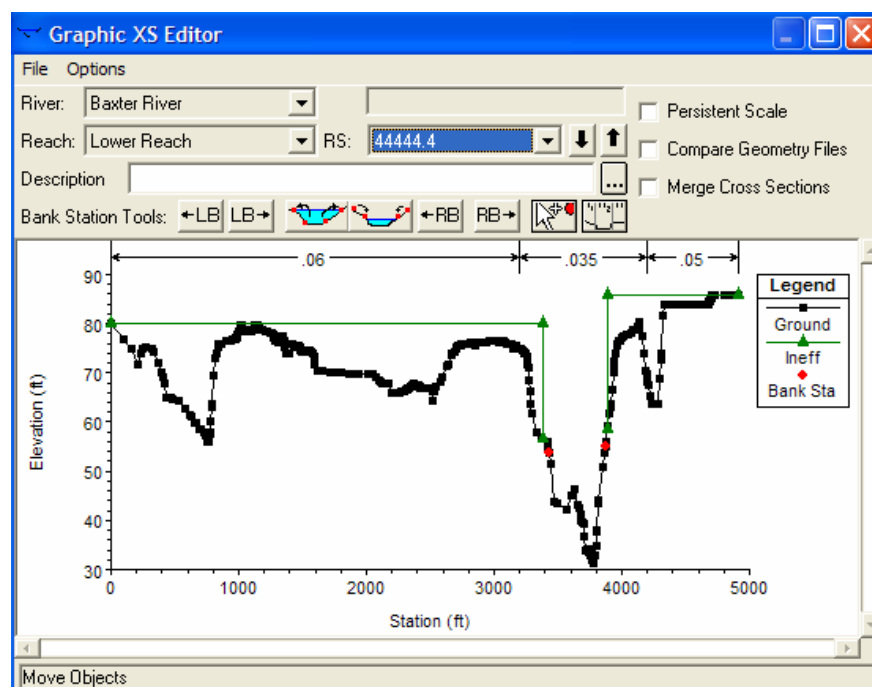 Graphic XS Editor
File Options
River: Baxter River
Persistent Scale
Reach: Lower Reach RS: 44444.4
Compare Geometry Files
Description ...
Merge Cross Sections
Bank Station Tools: LB LB RB RB
.06 .035 .05
90
80
70
60
50
40
30
Elevation (ft)
0 1000 2000 3000 4000 5000
Station (ft)
Legend
Ground
Ineff
Bank Sta
Move Objects